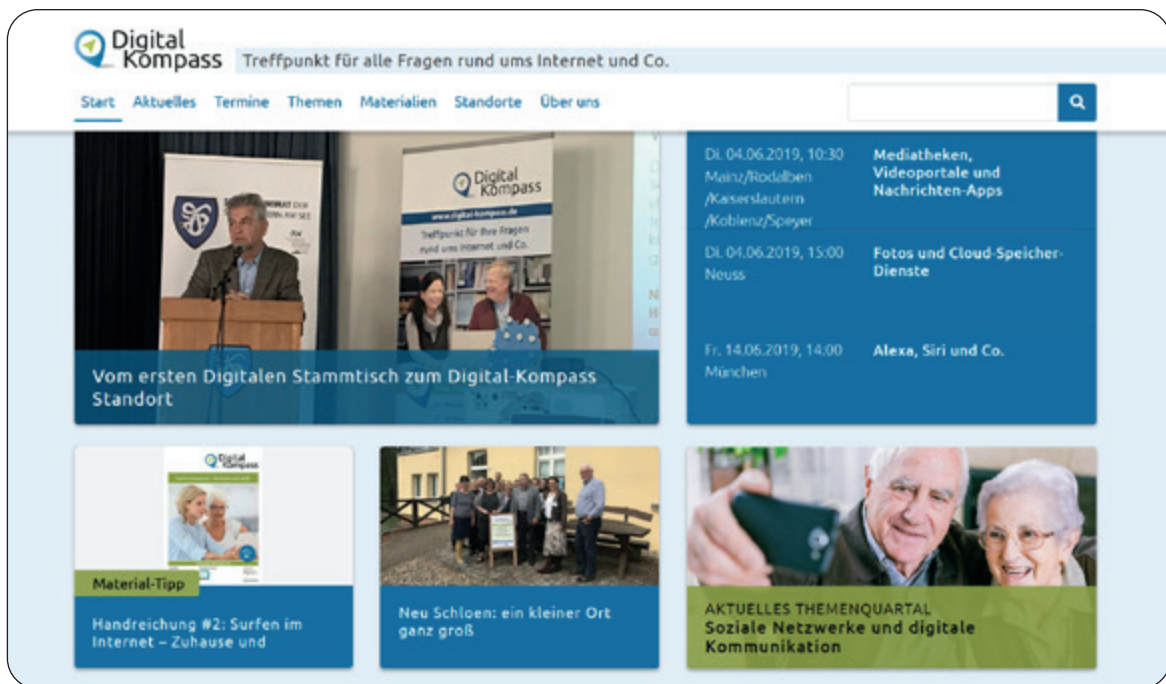 Digital
Kompass
Treffpunkt für alle Fragen rund ums Internet und Co.
Start Aktuelles Termine Themen Materialien Standorte Über uns
Digital
Kompass
www.digital-kompass.de
Treffpunkt für Ihre Fragen
rund ums Internet und Co.
Vom ersten Digitalen Stammtisch zum Digital-Kompass
Standort
Di. 04.06.2019, 10:30
Mainz/Rodalben
/Kaiserslautern
/Koblenz/Speyer
Mediatheken,
Videoportale und
Nachrichten-Apps
Di. 04.06.2019, 15:00
Neuss
Fotos und Cloud-Speicher-
Dienste
Fr. 14.06.2019, 14:00
München
Alexa, Siri und Co.
Digital
Kompass
Material-Tipp
Handreichung #2: Surfen im
Internet – Zuhause und
Neu Schloen: ein kleiner Ort
ganz groß
AKTUELLES THEMENQUARTAL
Soziale Netzwerke und digitale
Kommunikation